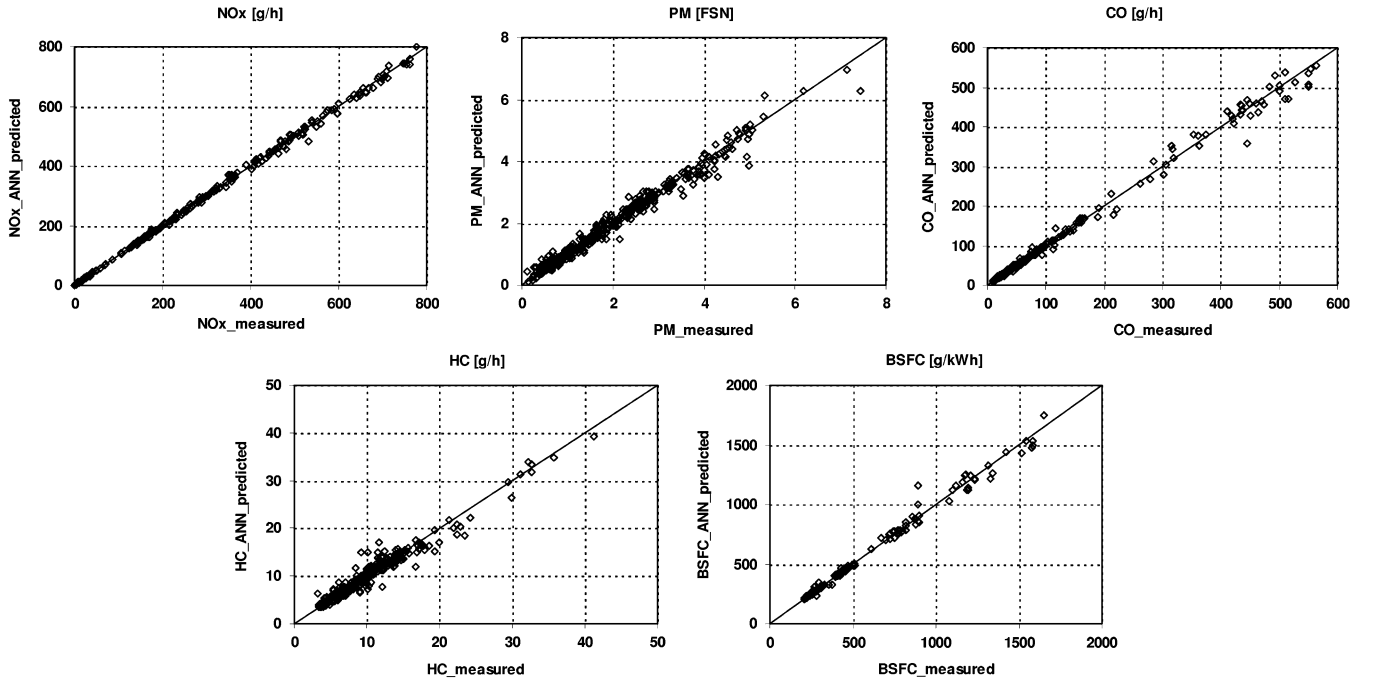 NOx [g/h]
NOx_ANN_predicted
800
600
400
200
0
0 200 400 600 800
NOx_measured
PM [FSN]
PM_ANN_predicted
8
6
4
2
0
0 2 4 6 8
PM_measured
CO [g/h]
CO_ANN_predicted
600
500
400
300
200
100
0
0 100 200 300 400 500 600
CO_measured
HC [g/h]
HC_ANN_predicted
50
40
30
20
10
0
0 10 20 30 40 50
HC_measured
BSFC [g/kWh]
BSFC_ANN_predicted
2000
1500
1000
500
0
0 500 1000 1500 2000
BSFC_measured